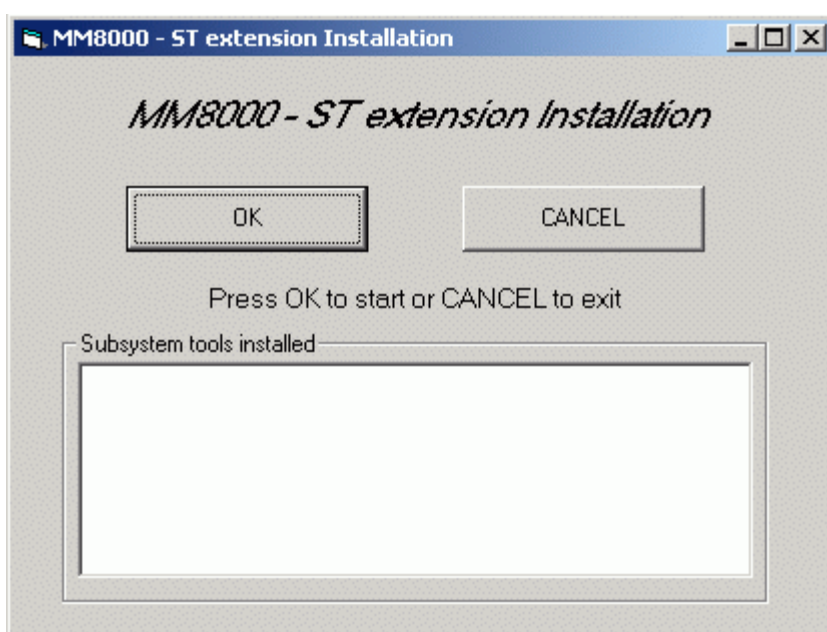 MM8000 - ST extension Installation
MM8000 - ST extension Installation
OK CANCEL
Press OK to start or CANCEL to exit
Subsystem tools installed